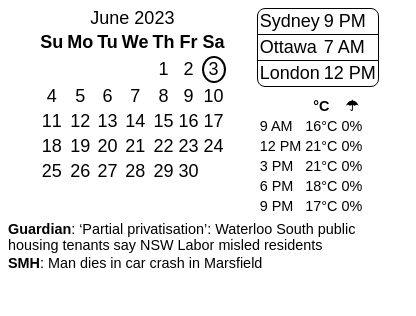 June 2023
Su Mo Tu We Th Fr Sa
1 2 3
4 5 6 7 8 9 10
11 12 13 14 15 16 17
18 19 20 21 22 23 24
25 26 27 28 29 30
Sydney 9 PM
Ottawa 7 AM
London 12 PM
°C ☂
9 AM 16°C 0%
12 PM 21°C 0%
3 PM 21°C 0%
6 PM 18°C 0%
9 PM 17°C 0%
Guardian: ‘Partial privatisation’: Waterloo South public
housing tenants say NSW Labor misled residents
SMH: Man dies in car crash in Marsfield